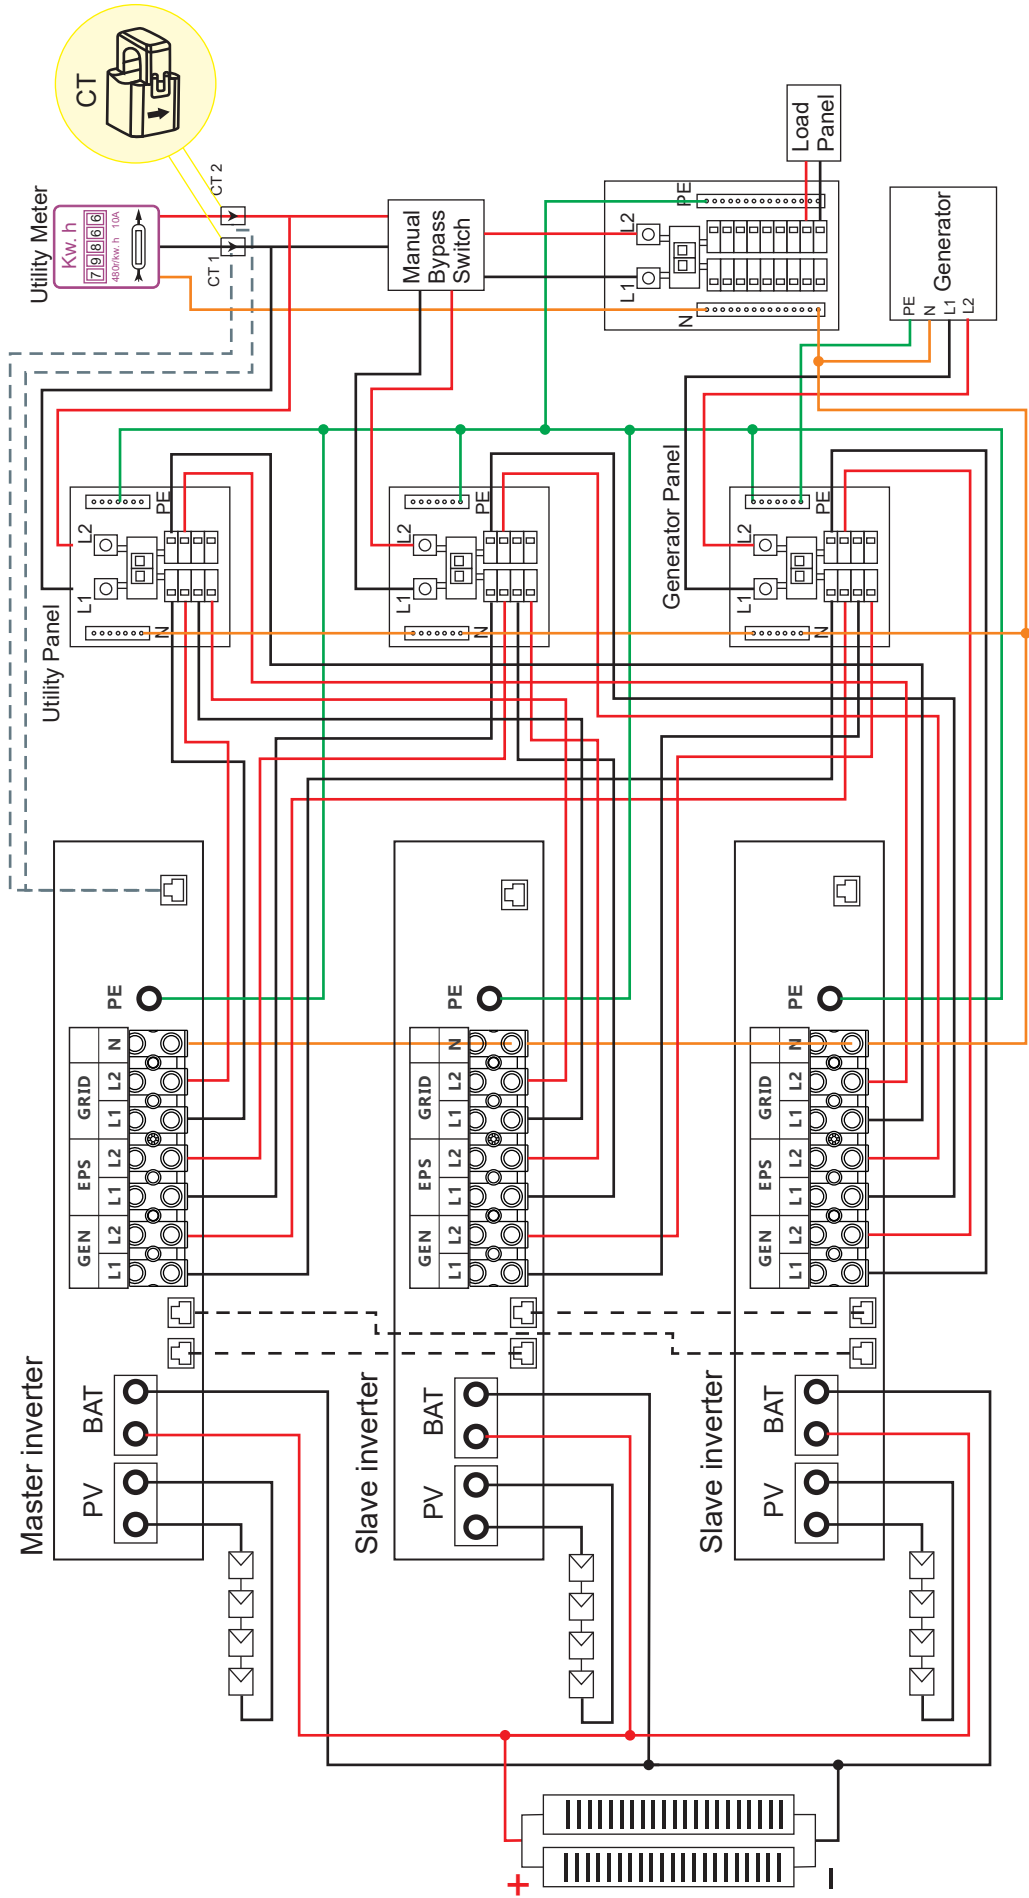 CT
Utility Meter
Kw. h
79866
480r/kw. h 10A
CT 1
CT 2
Manual
Bypass
Switch
Load
Panel
L1
L2
N
PE
Generator
PE
N
L1
L2
Utility Panel
L1
L2
N
PE
L1
L2
N
PE
Generator Panel
L1
L2
N
PE
Master inverter
PV
BAT
GEN
EPS
GRID
L1
L2
L1
L2
L1
L2
N
PE
Slave inverter
PV
BAT
GEN
EPS
GRID
L1
L2
L1
L2
L1
L2
N
PE
Slave inverter
PV
BAT
GEN
EPS
GRID
L1
L2
L1
L2
L1
L2
N
PE
+
−